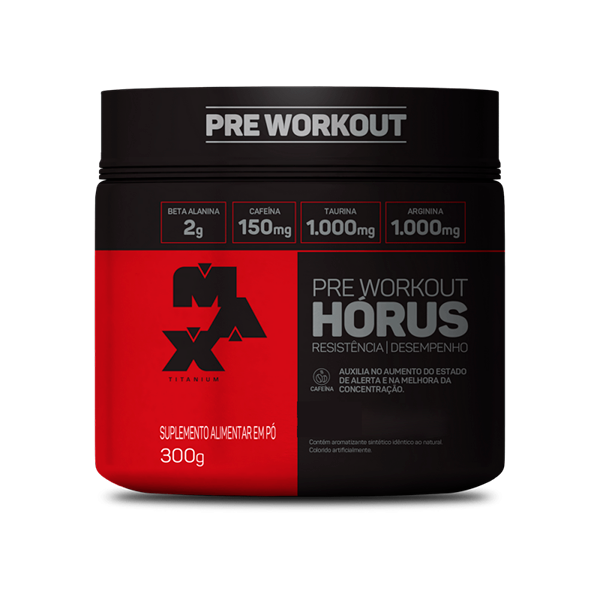 PRE WORKOUT
BETA ALANINA
2g
CAFEÍNA
150mg
TAURINA
1.000mg
ARGININA
1.000mg
MAX
TITANIUM
PRE WORKOUT
HÓRUS
RESISTÊNCIA|DESEMPENHO
CAFEÍNA
AUXILIA NO AUMENTO DO ESTADO
DE ALERTA E NA MELHORA DA
CONCENTRAÇÃO.
SUPLEMENTO ALIMENTAR EM PÓ
300g
Contém aromatizante sintético idêntico ao natural.
Colorido artificialmente.